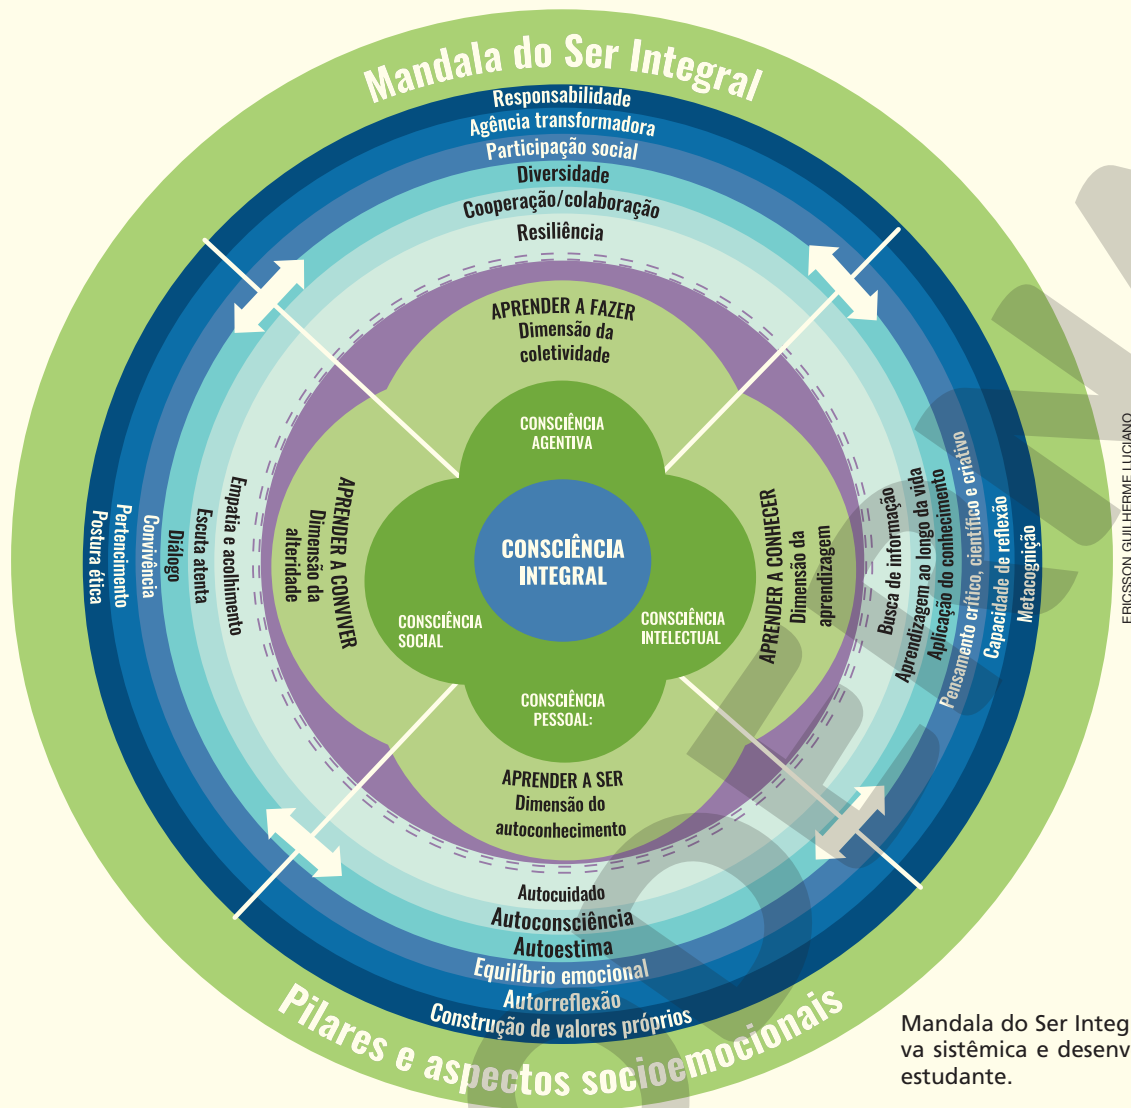 Mandala do Ser Integral
Responsabilidade
Agência transformadora
Participação social
Diversidade
Cooperação/colaboração
Resiliência
APRENDER A FAZER
Dimensão da
coletividade
CONSCIÊNCIA
AGENTIVA
CONSCIÊNCIA
INTEGRAL
CONSCIÊNCIA
SOCIAL
CONSCIÊNCIA
INTELECTUAL
CONSCIÊNCIA
PESSOAL:
APRENDER A CONVIVER
Dimensão da
alteridade
Empatia e acolhimento
Escuta atenta
Diálogo
Convivência
Pertencimento
Postura ética
APRENDER A CONHECER
Dimensão da
aprendizagem
Busca de informação
Aprendizagem ao longo da vida
Aplicação do conhecimento
Pensamento crítico, científico e criativo
Capacidade de reflexão
Metacognição
APRENDER A SER
Dimensão do
autoconhecimento
Autocuidado
Autoconsciência
Autoestima
Equilíbrio emocional
Autorreflexão
Construção de valores próprios
Pilares e aspectos socioemocionais
ERICSSON GUILHERME LUCIANO
Mandala do Ser Integ
va sistêmica e desenv
estudante.